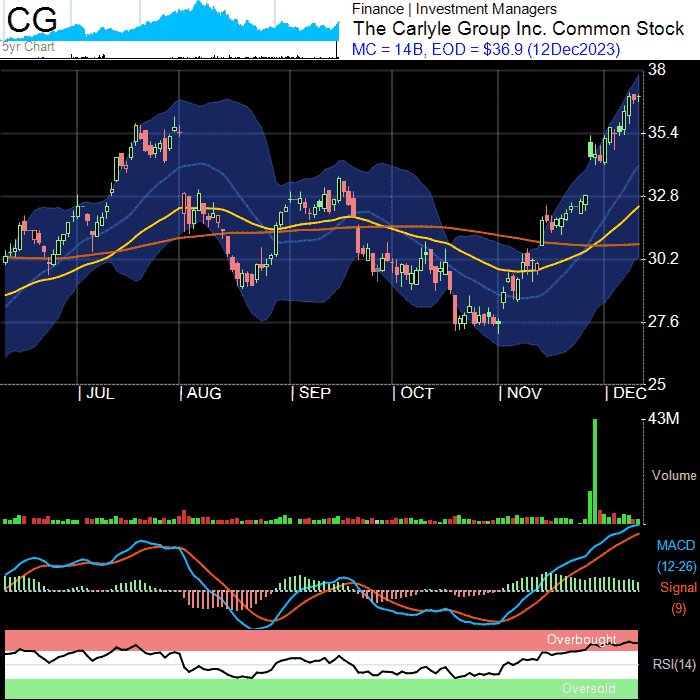 CG
5yr Chart
Finance | Investment Managers
The Carlyle Group Inc. Common Stock
MC = 14B, EOD = $36.9 (12Dec2023)
38
35.4
32.8
30.2
27.6
25
| JUL | AUG | SEP | OCT | NOV | DEC
43M
Volume
MACD
(12-26)
Signal
(9)
Overbought
RSI(14)
Oversold